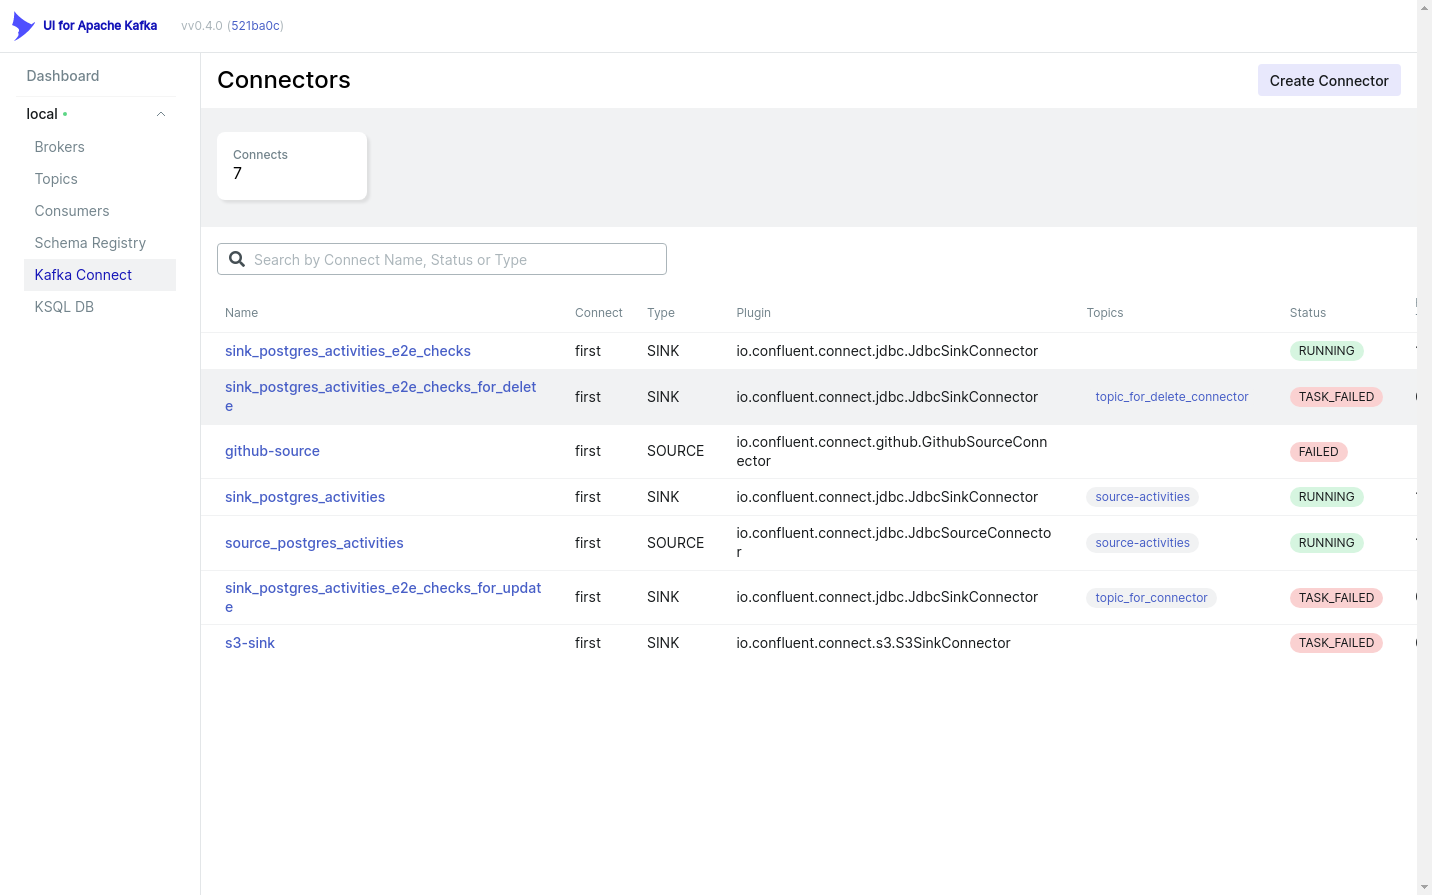 UI for Apache Kafka vv0.4.0 (521ba0c)
Dashboard
local
Brokers
Topics
Consumers
Schema Registry
Kafka Connect
KSQL DB
Connectors
Create Connector
Connects
7
Search by Connect Name, Status or Type
Name Connect Type Plugin Topics Status
sink_postgres_activities_e2e_checks first SINK io.confluent.connect.jdbc.JdbcSinkConnector RUNNING
sink_postgres_activities_e2e_checks_for_delet
e first SINK io.confluent.connect.jdbc.JdbcSinkConnector topic_for_delete_connector TASK_FAILED
github-source first SOURCE io.confluent.connect.github.GithubSourceConn
ector FAILED
sink_postgres_activities first SINK io.confluent.connect.jdbc.JdbcSinkConnector source-activities RUNNING
source_postgres_activities first SOURCE io.confluent.connect.jdbc.JdbcSourceConnecto
r source-activities RUNNING
sink_postgres_activities_e2e_checks_for_updat
e first SINK io.confluent.connect.jdbc.JdbcSinkConnector topic_for_connector TASK_FAILED
s3-sink first SINK io.confluent.connect.s3.S3SinkConnector TASK_FAILED